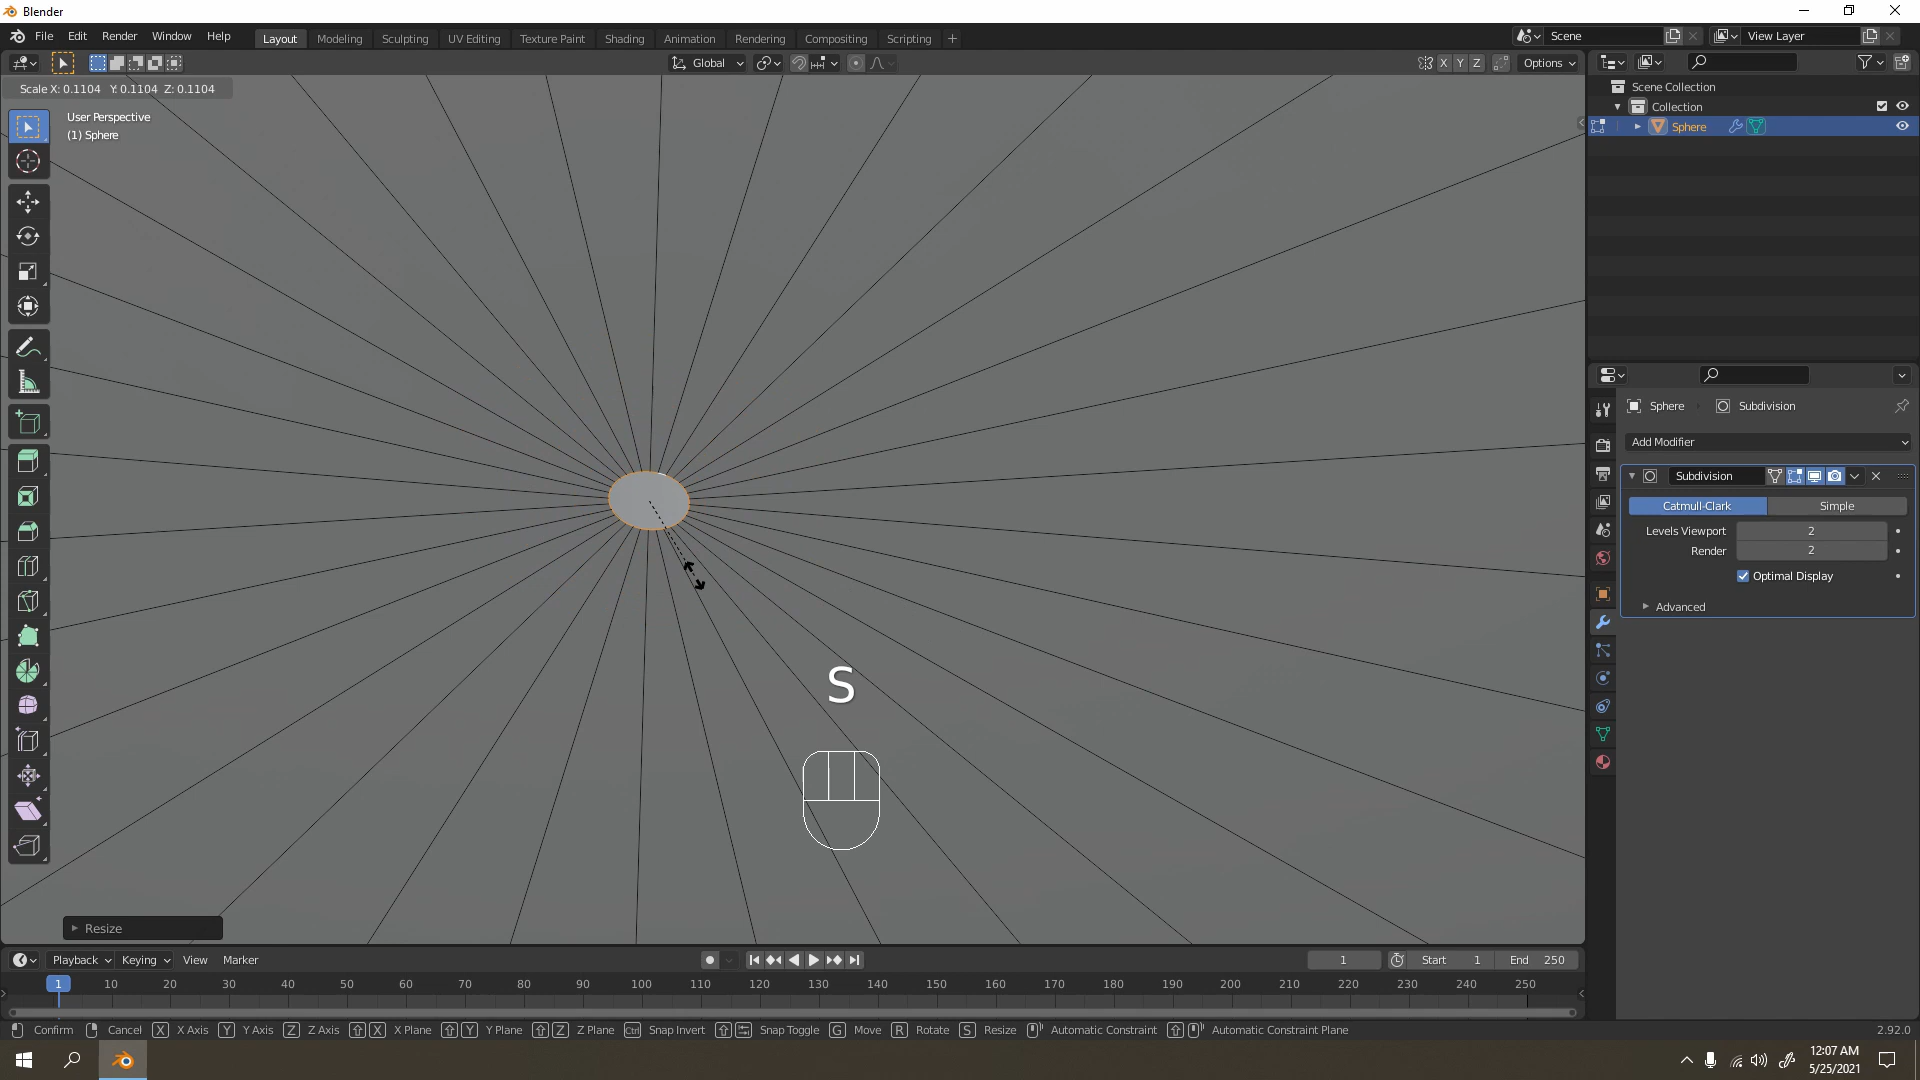 Blender
File Edit Render Window Help
Layout Modeling Sculpting UV Editing Texture Paint Shading Animation Rendering Compositing Scripting +
Scene View Layer
Global X Y Z Options
Scale X: 0.1104 Y: 0.1104 Z: 0.1104
User Perspective
(1) Sphere
Scene Collection
Collection
Sphere
Sphere Subdivision
Add Modifier
Subdivision
Catmull-Clark Simple
Levels Viewport 2
Render 2
Optimal Display
Advanced
S
Resize
Playback Keying View Marker
1 Start 1 End 250
1 10 20 30 40 50 60 70 80 90 100 110 120 130 140 150 160 170 180 190 200 210 220 230 240 250
Confirm Cancel X X Axis Y Y Axis Z Z Axis X X Plane Y Y Plane Z Z Plane Ctrl Snap Invert Snap Toggle G Move R Rotate S Resize Automatic Constraint Automatic Constraint Plane 2.92.0
12:07 AM
5/25/2021